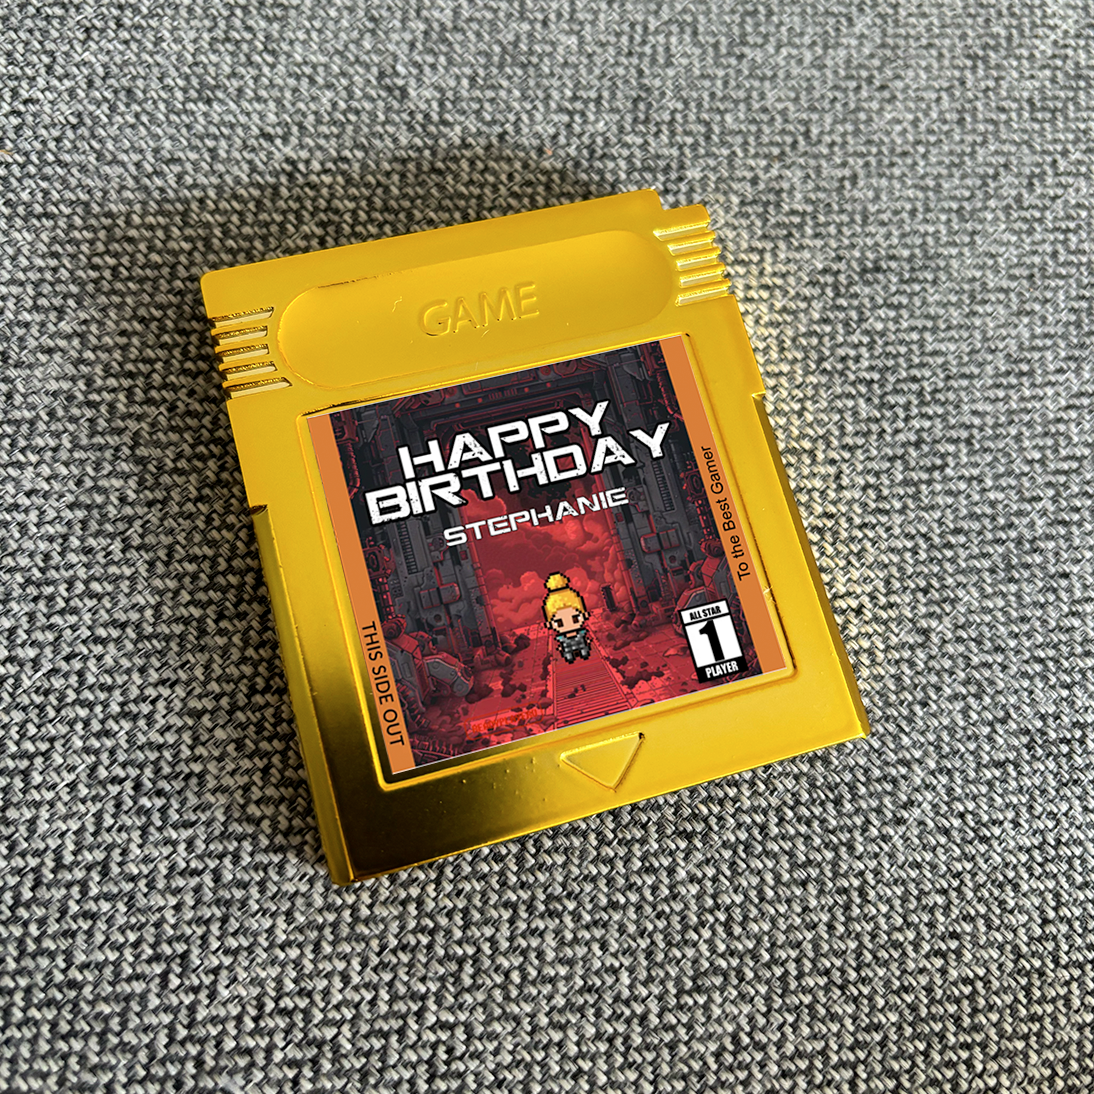 GAME
HAPPY
BIRTHDAY
STEPHANIE
THIS SIDE OUT
To the Best Gamer
ALL STAR
1
PLAYER